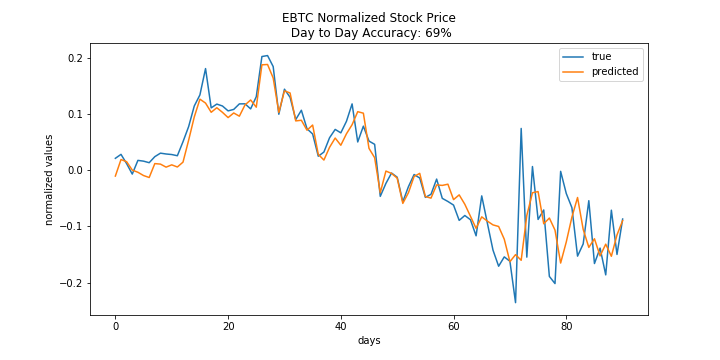 EBTC Normalized Stock Price
Day to Day Accuracy: 69%
true
predicted
normalized values
0.2
0.1
0.0
−0.1
−0.2
0
20
40
60
80
days